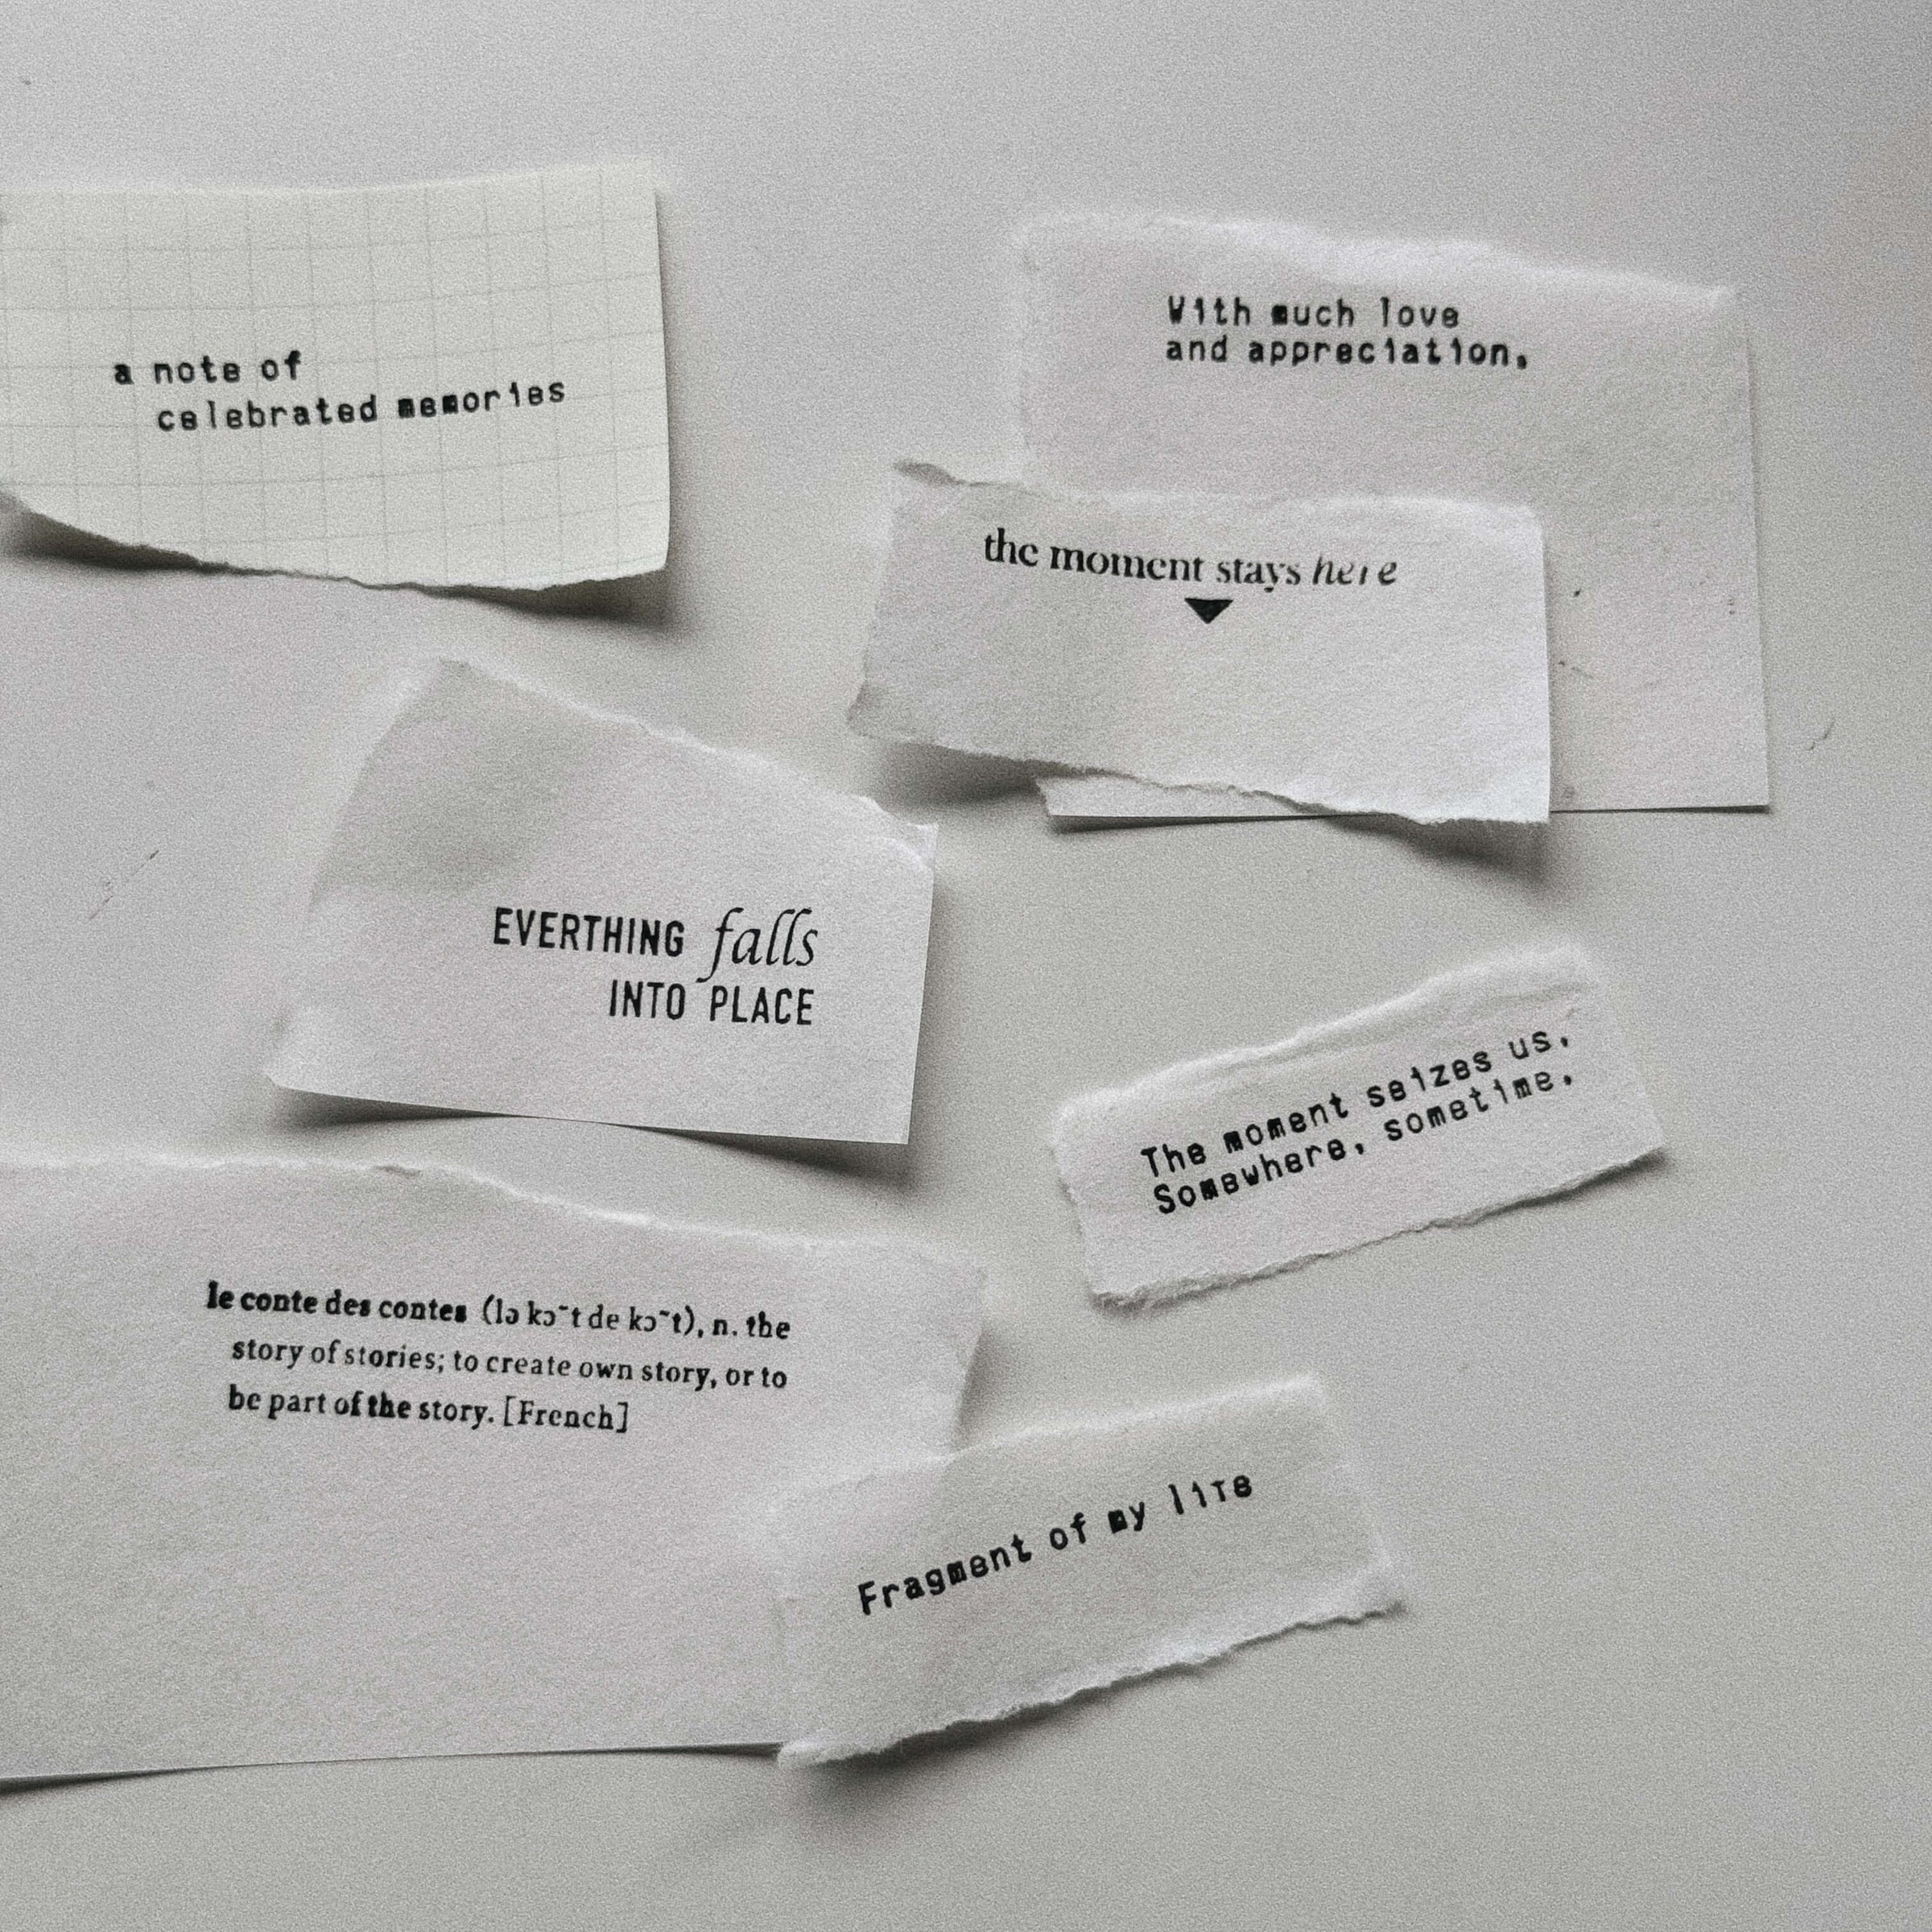 a note of
celebrated memories
With much love
and appreciation.
the moment stays here
EVERTHING falls
INTO PLACE
The moment seizes us.
Somewhere, sometime.
le conte des contes (lə kɔ˜t de kɔ˜t), n. the
story of stories; to create own story, or to
be part of the story. [French]
Fragment of my life